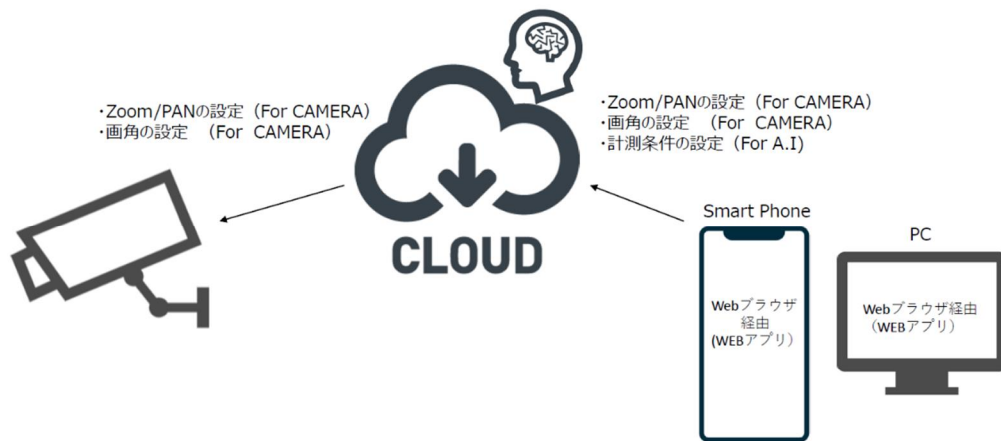 ・Zoom/PANの設定（For CAMERA）
・画角の設定　（For  CAMERA）
・Zoom/PANの設定（For CAMERA）
・画角の設定　（For  CAMERA）
・計測条件の設定（For A.I）
CLOUD
Smart Phone
Webブラウザ
経由
(WEBアプリ）
PC
Webブラウザ経由
（WEBアプリ）